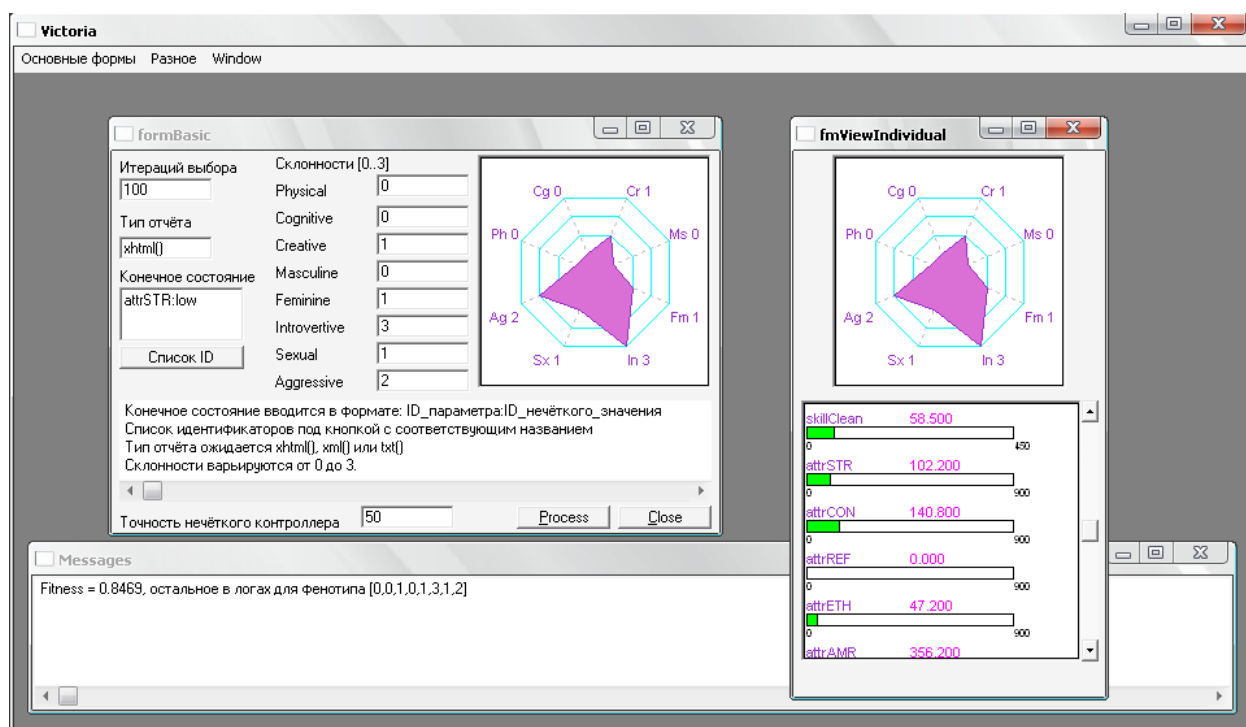 Victoria
Основные формы Разное Window
formBasic
Итераций выбора
100
Тип отчёта
xhtml()
Конечное состояние
attrSTR:low
Список ID
Склонности [0..3]
Physical 0
Cognitive 0
Creative 1
Masculine 0
Feminine 1
Introvertive 3
Sexual 1
Aggressive 2
Cg 0 Cr 1
Ph 0 Ms 0
Ag 2 Fm 1
Sx 1 In 3
Конечное состояние вводится в формате: ID_параметра:ID_нечёткого_значения
Список идентификаторов под кнопкой с соответствующим названием
Тип отчёта ожидается xhtml(), xml() или txt()
Склонности варьируются от 0 до 3.
Точность нечёткого контроллера 50 Process Close
fmViewIndividual
Cg 0 Cr 1
Ph 0 Ms 0
Ag 2 Fm 1
Sx 1 In 3
skillClean 58.500
0 450
attrSTR 102.200
0 900
attrCON 140.800
0 900
attrREF 0.000
0 900
attrETH 47.200
0 900
attrAMR 356.200
Messages
Fitness = 0.8469, остальное в логах для фенотипа [0,0,1,0,1,3,1,2]